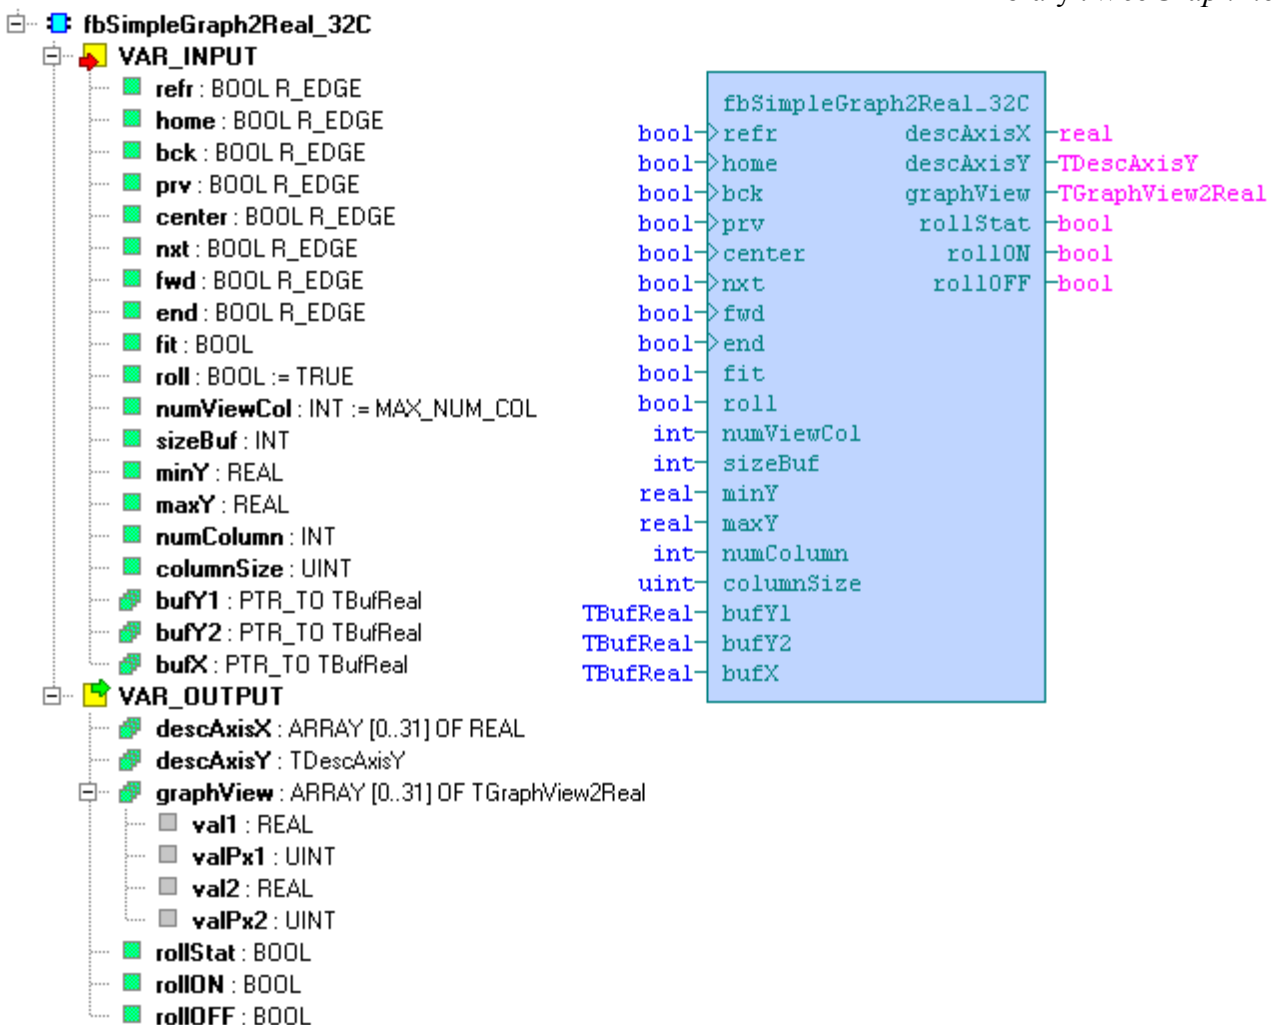 fbSimpleGraph2Real_32C
VAR_INPUT
refr : BOOL R_EDGE
home : BOOL R_EDGE
bck : BOOL R_EDGE
prv : BOOL R_EDGE
center : BOOL R_EDGE
nxt : BOOL R_EDGE
fwd : BOOL R_EDGE
end : BOOL R_EDGE
fit : BOOL
roll : BOOL := TRUE
numViewCol : INT := MAX_NUM_COL
sizeBuf : INT
minY : REAL
maxY : REAL
numColumn : INT
columnSize : UINT
bufY1 : PTR_TO TBufReal
bufY2 : PTR_TO TBufReal
bufX : PTR_TO TBufReal
VAR_OUTPUT
descAxisX : ARRAY [0..31] OF REAL
descAxisY : TDescAxisY
graphView : ARRAY [0..31] OF TGraphView2Real
val1 : REAL
valPx1 : UINT
val2 : REAL
valPx2 : UINT
rollStat : BOOL
rollON : BOOL
rollOFF : BOOL
fbSimpleGraph2Real_32C
bool refr descAxisX real
bool home descAxisY TDescAxisY
bool bck graphView TGraphView2Real
bool prv rollStat bool
bool center rollON bool
bool nxt rollOFF bool
bool fwd
bool end
bool fit
bool roll
int numViewCol
int sizeBuf
real minY
real maxY
int numColumn
uint columnSize
TBufReal bufY1
TBufReal bufY2
TBufReal bufX